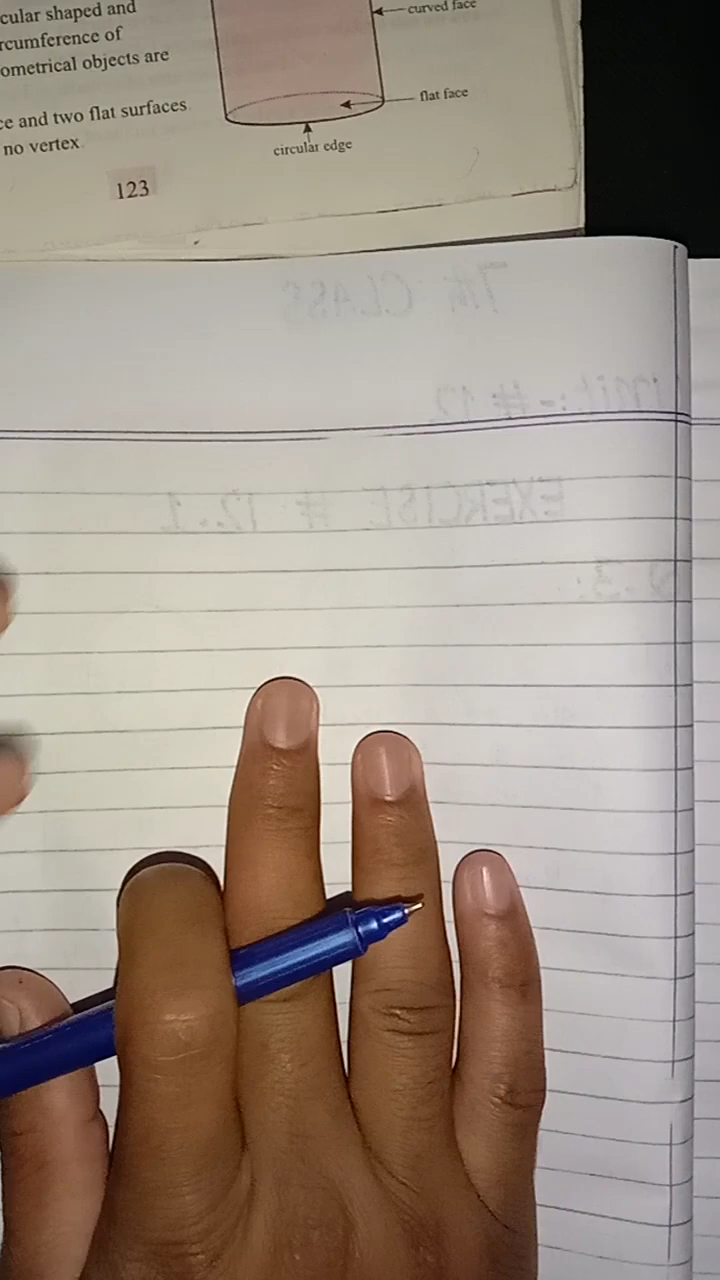 cular shaped and
rcumference of
ometrical objects are
ce and two flat surfaces
no vertex.
curved face
flat face
circular edge
123
7th CLASS
Unit:- # 12
EXERCISE # 12.1
Q.3: